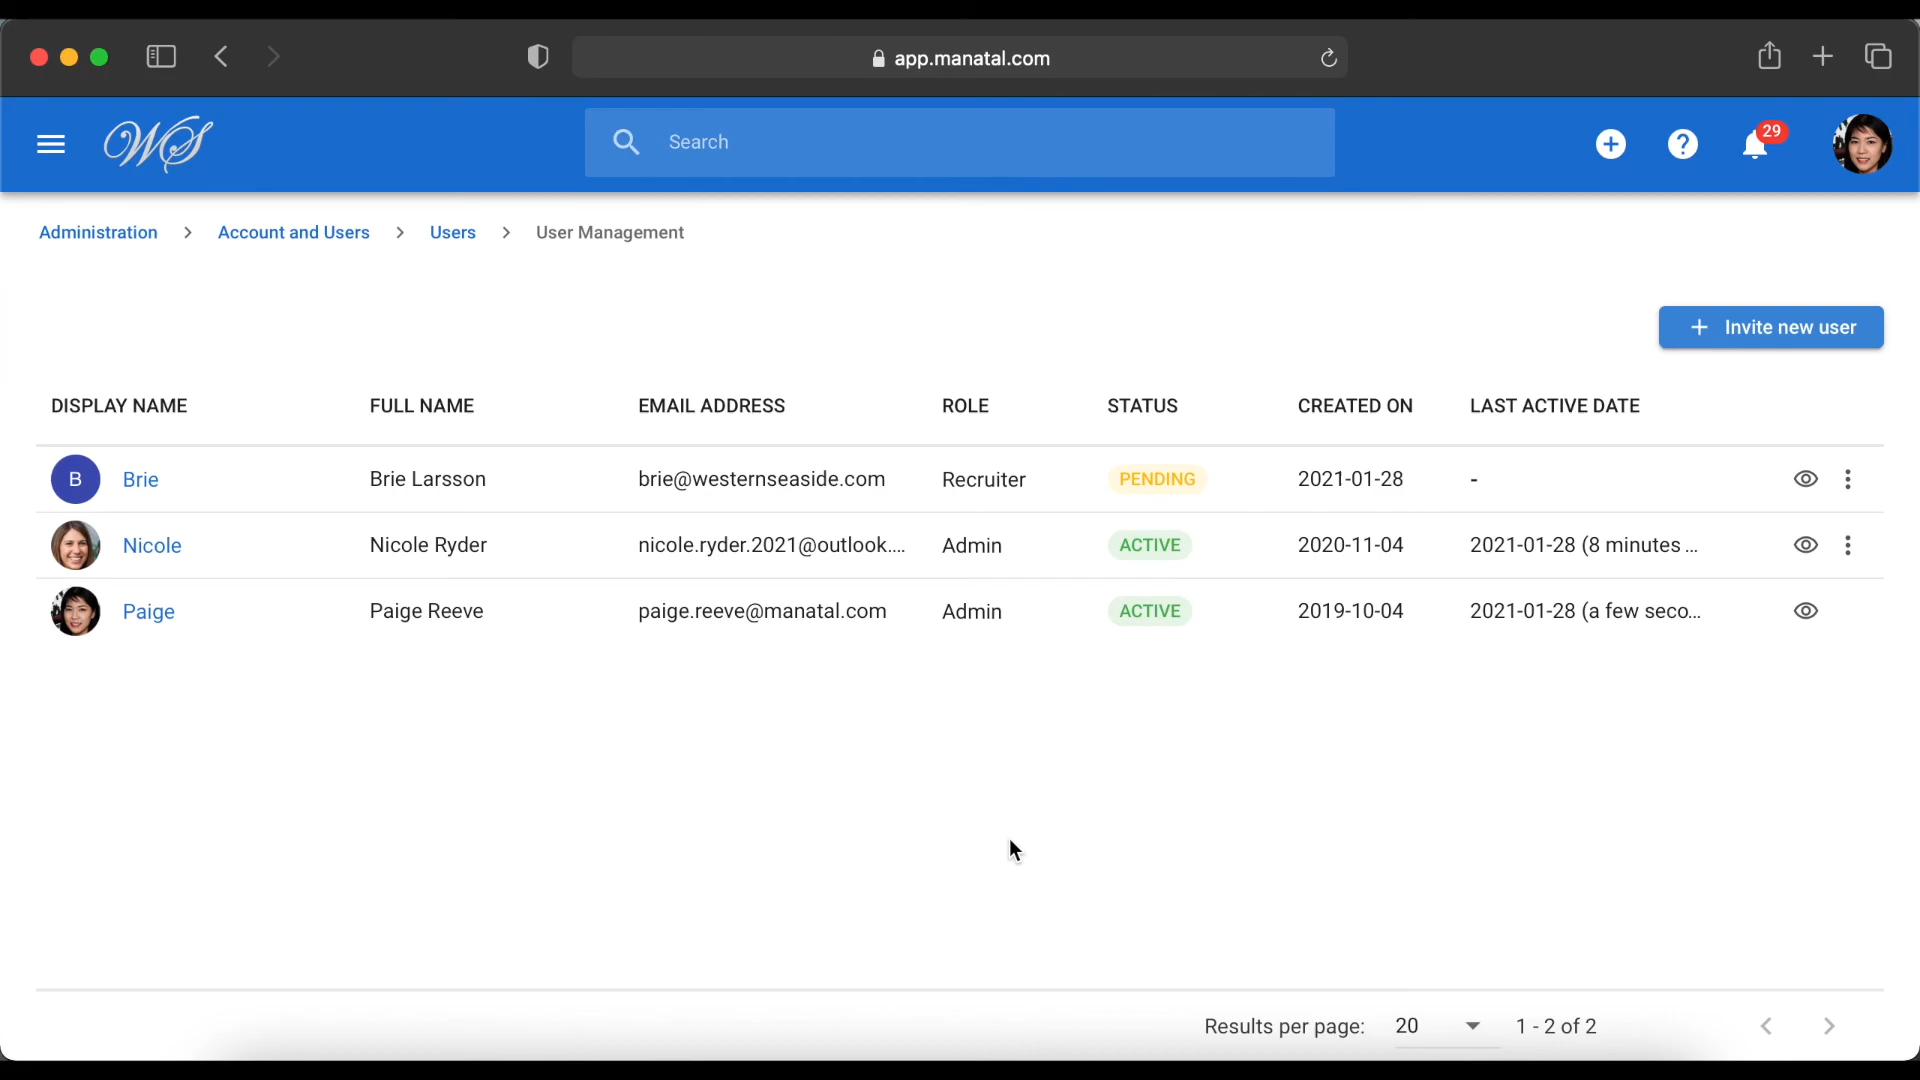 app.manatal.com
WS
Search
29
Administration > Account and Users > Users > User Management
+ Invite new user
DISPLAY NAME FULL NAME EMAIL ADDRESS ROLE STATUS CREATED ON LAST ACTIVE DATE
B Brie Brie Larsson brie@westernseaside.com Recruiter PENDING 2021-01-28 -
Nicole Nicole Ryder nicole.ryder.2021@outlook.... Admin ACTIVE 2020-11-04 2021-01-28 (8 minutes ...
Paige Paige Reeve paige.reeve@manatal.com Admin ACTIVE 2019-10-04 2021-01-28 (a few seco...
Results per page: 20 1 - 2 of 2